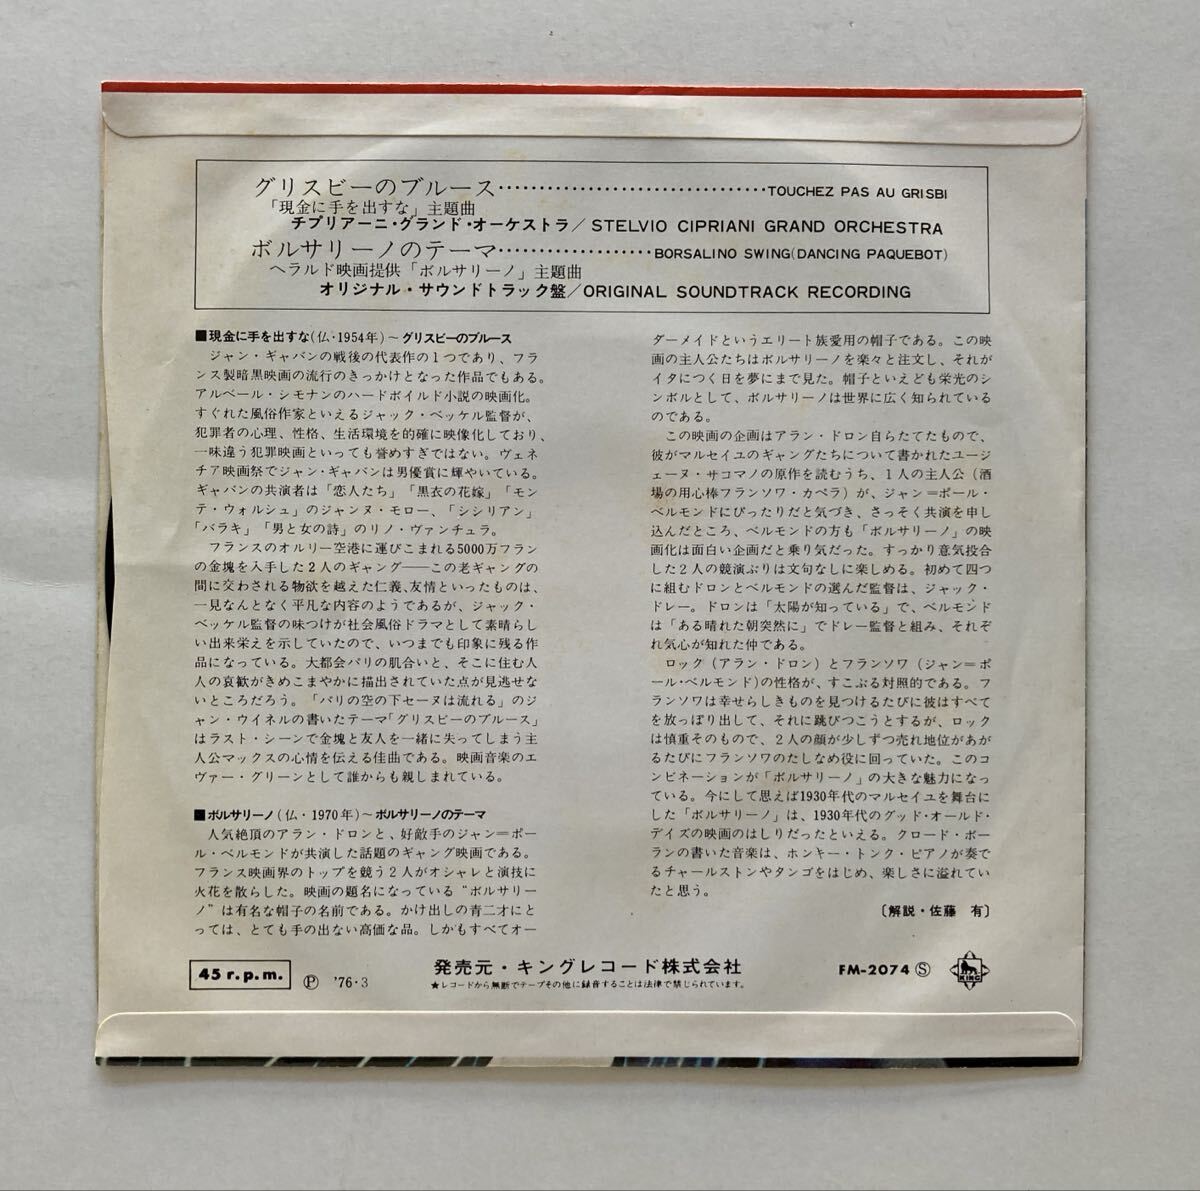 グリスビーのブルース……………………………TOUCHEZ PAS AU GRISBI
「現金に手を出すな」主題曲
チプリアーニ・グランド・オーケストラ/STELVIO CIPRIANI GRAND ORCHESTRA
ボルサリーノのテーマ…………………BORSALINO SWING(DANCING PAQUEBOT)
ヘラルド映画提供「ボルサリーノ」主題曲
オリジナル・サウンドトラック盤/ORIGINAL SOUNDTRACK RECORDING
■現金に手を出すな(仏・1954年)~グリスビーのブルース
ジャン・ギャバンの戦後の代表作の1つであり、フラ
ンス製暗黒映画の流行のきっかけとなった作品でもある。
アルベール・シモナンのハードボイルド小説の映画化。
すぐれた風俗作家といえるジャック・ベッケル監督が、
犯罪者の心理、性格、生活環境を的確に映像化しており、
一味違う犯罪映画といっても誉めすぎではない。ヴェネ
チア映画祭でジャン・ギャバンは男優賞に輝やいている。
ギャバンの共演者は「恋人たち」「黒衣の花嫁」「モン
テ・ウォルシュ」のジャンヌ・モロー、「シシリアン」
「バラキ」「男と女の詩」のリノ・ヴァンチュラ。
フランスのオルリー空港に運びこまれる5000万フラン
の金塊を入手した2人のギャング——この老ギャングの
間に交わされる物欲を越えた仁義、友情といったものは、
一見なんとなく平凡な内容のようであるが、ジャック・
ベッケル監督の味つけが社会風俗ドラマとして素晴らし
い出来栄えを示していたので、いつまでも印象に残る作
品になっている。大都会パリの肌合いと、そこに住む人
人の哀歓がきめこまやかに描出されていた点が見逃せな
いところだろう。「パリの空の下セーヌは流れる」のジ
ャン・ウイネルの書いたテーマ「グリスビーのブルース」
はラスト・シーンで金塊と友人を一緒に失ってしまう主
人公マックスの心情を伝える佳曲である。映画音楽のエ
ヴァー・グリーンとして誰からも親しまれている。
■ボルサリーノ(仏・1970年)~ボルサリーノのテーマ
人気絶頂のアラン・ドロンと、好敵手のジャン=ポー
ル・ベルモンドが共演した話題のギャング映画である。
フランス映画界のトップを競う2人がオシャレと演技に
火花を散らした。映画の題名になっている“ボルサリー
ノ”は有名な帽子の名前である。かけ出しの青二才にと
っては、とても手の出ない高価な品。しかもすべてオー
ダーメイドというエリート族愛用の帽子である。この映
画の主人公たちはボルサリーノを楽々と注文し、それが
イタにつく日を夢にまで見た。帽子といえども栄光のシ
ンボルとして、ボルサリーノは世界に広く知られている
のである。
この映画の企画はアラン・ドロン自らたてたもので、
彼がマルセイユのギャングたちについて書かれたユージ
ェーヌ・サコマノの原作を読むうち、1人の主人公(酒
場の用心棒フランソワ・カペラ)が、ジャン=ポール・
ベルモンドにぴったりだと気づき、さっそく共演を申し
込んだところ、ベルモンドの方も「ボルサリーノ」の映
画化は面白い企画だと乗り気だった。すっかり意気投合
した2人の競演ぶりは文句なしに楽しめる。初めて四つ
に組むドロンとベルモンドの選んだ監督は、ジャック・
ドレー。ドロンは「太陽が知っている」で、ベルモンド
は「ある晴れた朝突然に」でドレー監督と組み、それぞ
れ気心が知れた仲である。
ロッグ(アラン・ドロン)とフランソワ(ジャン=ポ
ール・ベルモンド)の性格が、すこぶる対照的である。フ
ランソワは幸せらしきものを見つけるたびに彼はすべて
を放っぽり出して、それに跳びつこうとするが、ロック
は慎重そのもので、2人の顔が少しずつ売れ地位があが
るたびにフランソワのたしなめ役に回っていた。このコ
ンビネーションが「ボルサリーノ」の大きな魅力になっ
ている。今にして思えば1930年代のマルセイユを舞台に
した「ボルサリーノ」は、1930年代のグッド・オールド・
デイズの映画のはしりだったといえる。クロード・ボー
ランの書いた音楽は、ホンキー・トンク・ピアノが奏で
るチャールストンやタンゴをはじめ、楽しさに溢れてい
たと思う。
〔解説・佐藤 有〕
45 r.p.m. Ⓟ '76・3
発売元・キングレコード株式会社
★レコードから無断でテープその他に録音することは法律で禁じられています。
FM-2074 Ⓢ
KING